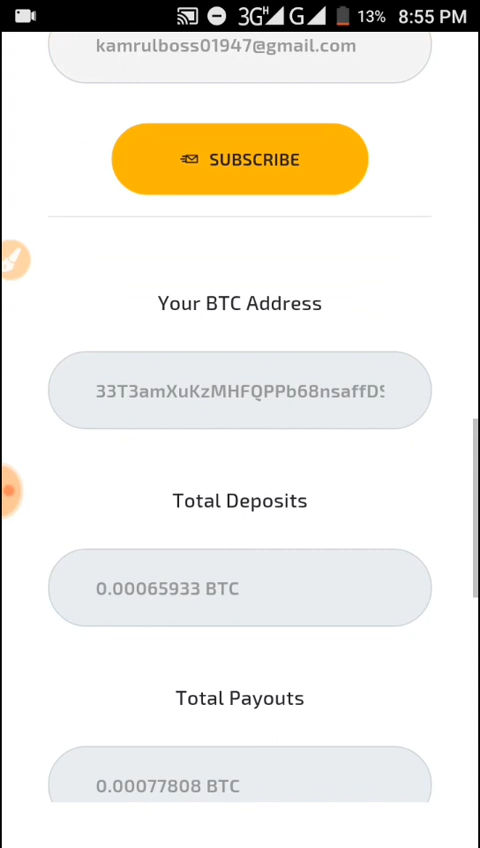 3G H G 13% 8:55 PM
kamrulboss01947@gmail.com
SUBSCRIBE
Your BTC Address
33T3amXuKzMHFQPPb68nsaffD
Total Deposits
0.00065933 BTC
Total Payouts
0.00077808 BTC